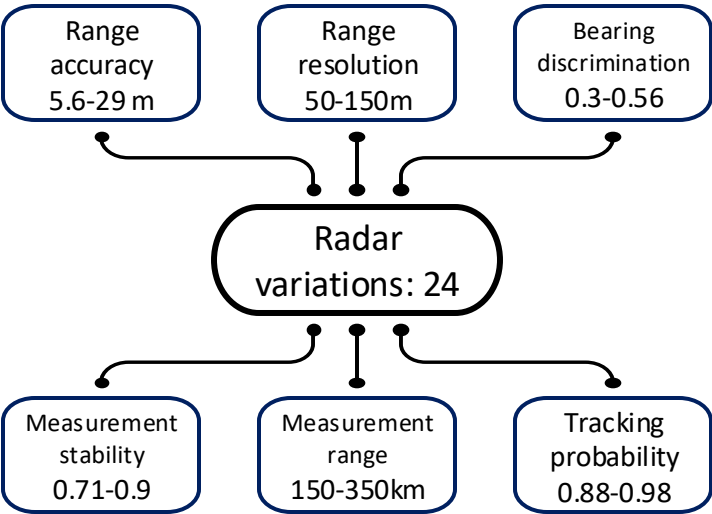 Range
accuracy
5.6-29 m
Range
resolution
50-150m
Bearing
discrimination
0.3-0.56
Radar
variations: 24
Measurement
stability
0.71-0.9
Measurement
range
150-350km
Tracking
probability
0.88-0.98